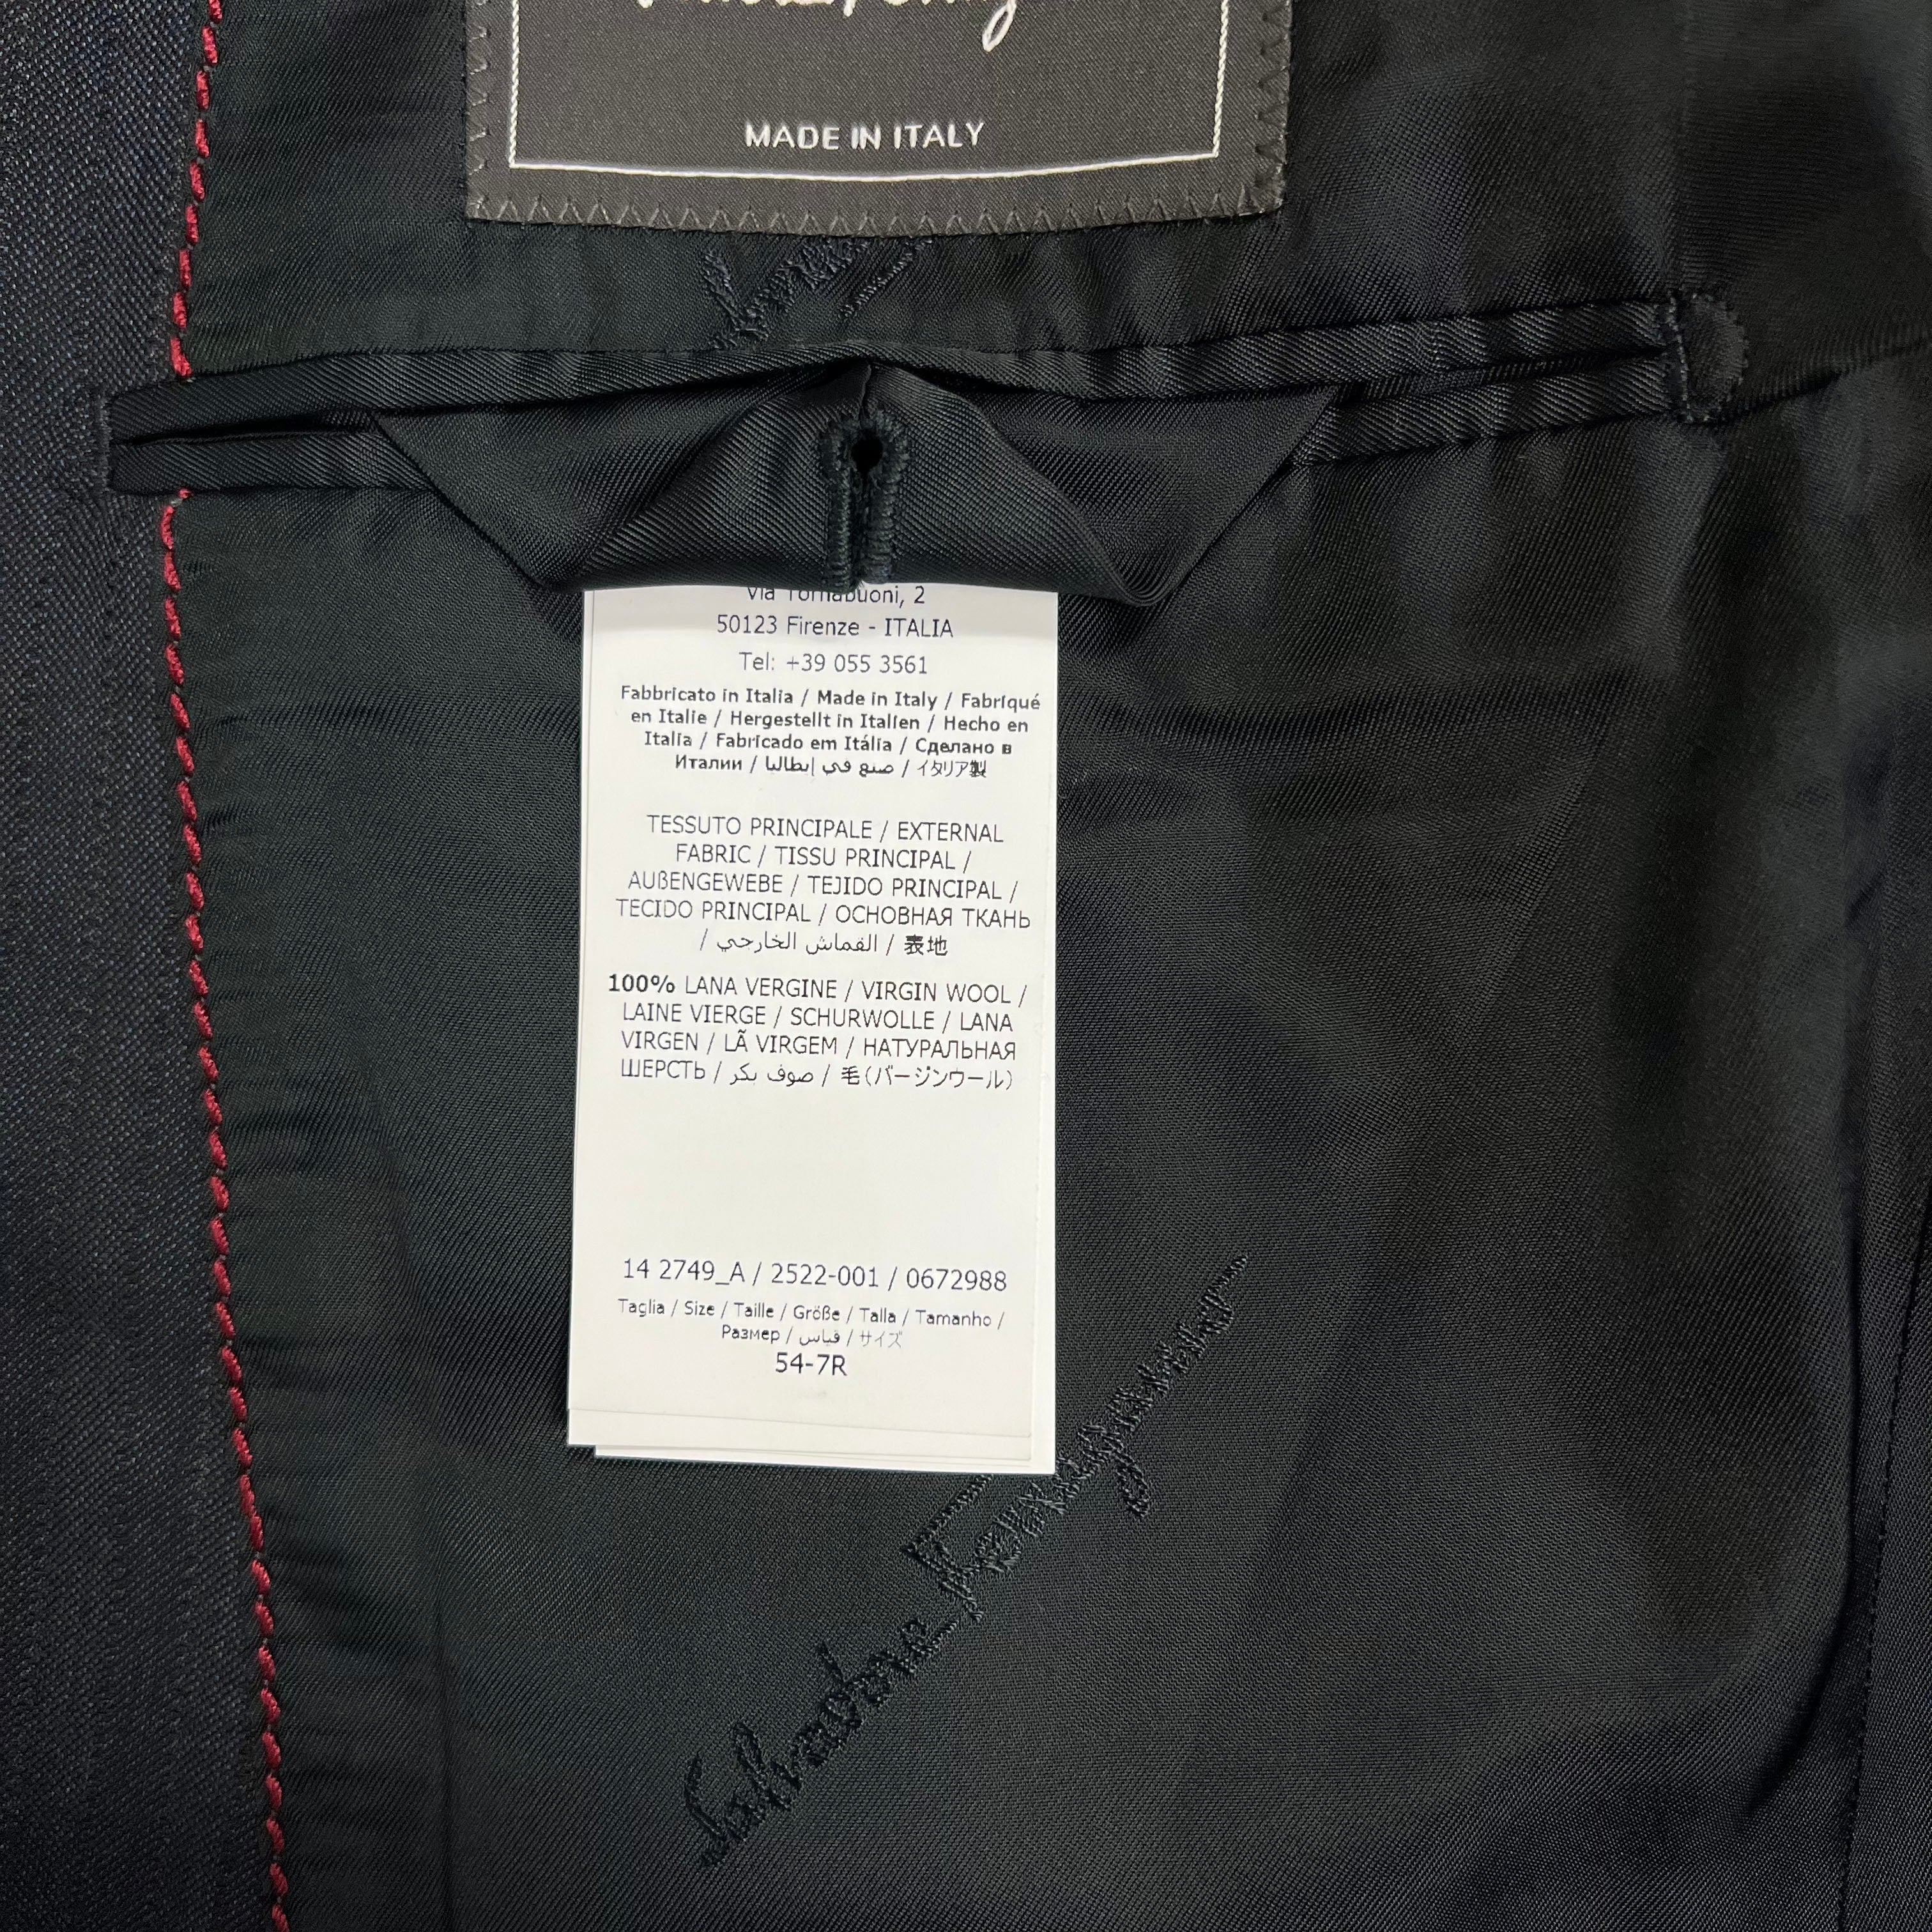 MADE IN ITALY
Via Tornabuoni, 2
50123 Firenze - ITALIA
Tel: +39 055 3561
Fabbricato in Italia / Made in Italy / Fabriqué
en Italie / Hergestellt in Italien / Hecho en
Italia / Fabricado em Itália / Сделано в
Италии / صنع في إيطاليا / イタリア製
TESSUTO PRINCIPALE / EXTERNAL
FABRIC / TISSU PRINCIPAL /
AUßENGEWEBE / TEJIDO PRINCIPAL /
TECIDO PRINCIPAL / ОСНОВНАЯ ТКАНЬ
/ القماش الخارجي / 表地
100% LANA VERGINE / VIRGIN WOOL /
LAINE VIERGE / SCHURWOLLE / LANA
VIRGEN / LÃ VIRGEM / НАТУРАЛЬНАЯ
ШЕРСТЬ / صوف بكر / 毛(バージンウール)
14 2749_A / 2522-001 / 0672988
Taglia / Size / Taille / Größe / Talla / Tamanho /
Размер / قياس / サイズ
54-7R
Salvatore Ferragamo